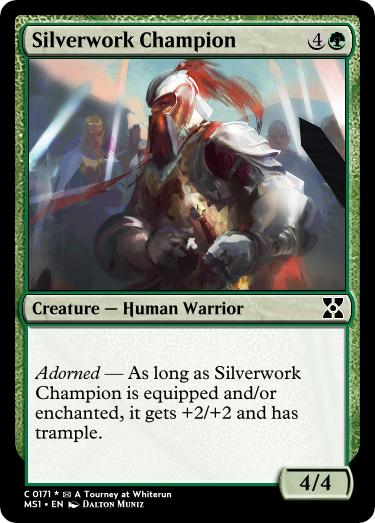 Silverwork Champion 4
Creature — Human Warrior
Adorned — As long as Silverwork
Champion is equipped and/or
enchanted, it gets +2/+2 and has
trample.
4/4
C 0171 * ✉ A Tourney at Whiterun
MS1 • EN Dalton Muniz